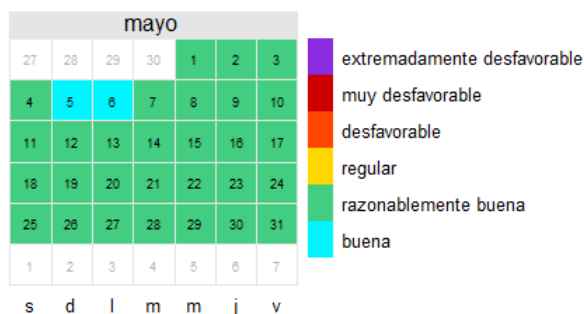 mayo
27 28 29 30 1 2 3
4 5 6 7 8 9 10
11 12 13 14 15 16 17
18 19 20 21 22 23 24
25 26 27 28 29 30 31
1 2 3 4 5 6 7
s d l m m j v
extremadamente desfavorable
muy desfavorable
desfavorable
regular
razonablemente buena
buena